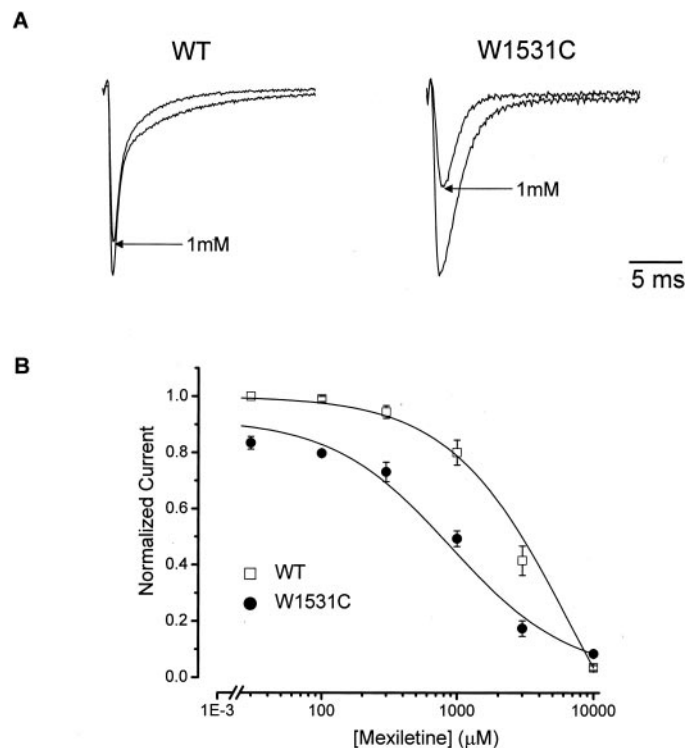 A
WT
W1531C
1mM
1mM
5 ms
B
1.0
0.8
0.6
0.4
0.2
0.0
Normalized Current
WT
W1531C
1E-3
100
1000
10000
[Mexiletine] (μM)